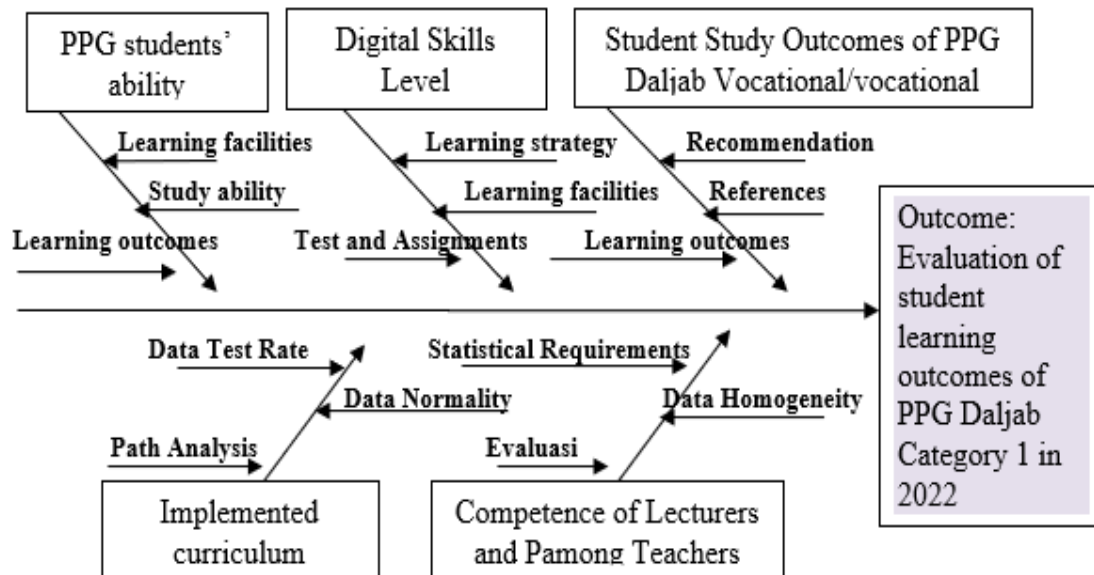 PPG students’
ability
Digital Skills
Level
Student Study Outcomes of PPG
Daljab Vocational/vocational
Learning facilities
Study ability
Learning outcomes
Learning strategy
Learning facilities
Test and Assignments
Recommendation
References
Learning outcomes
Outcome:
Evaluation of
student
learning
outcomes of
PPG Daljab
Category 1 in
2022
Data Test Rate
Data Normality
Path Analysis
Statistical Requirements
Data Homogeneity
Evaluasi
Implemented
curriculum
Competence of Lecturers
and Pamong Teachers